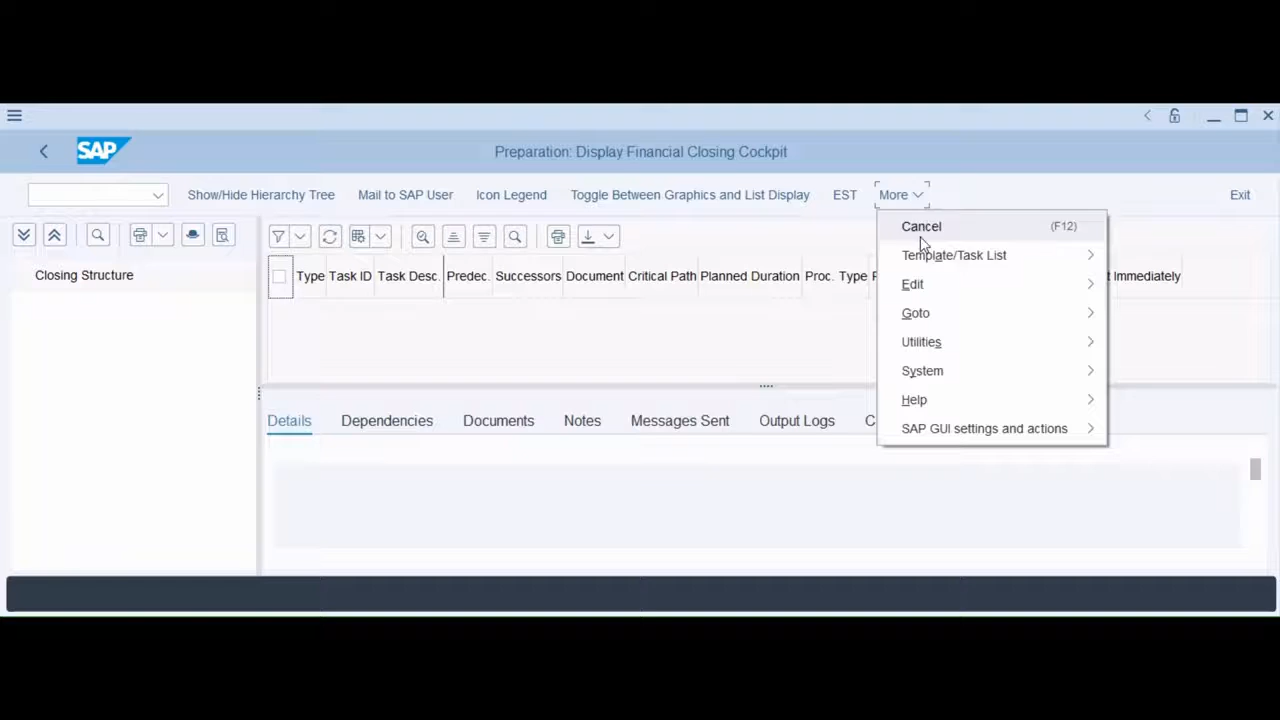 SAP
Preparation: Display Financial Closing Cockpit
Show/Hide Hierarchy Tree Mail to SAP User Icon Legend Toggle Between Graphics and List Display EST More Exit
Cancel (F12)
Template/Task List
Edit
Goto
Utilities
System
Help
SAP GUI settings and actions
Closing Structure
Type Task ID Task Desc. Predec. Successors Document Critical Path Planned Duration Proc. Type Immediately
Details Dependencies Documents Notes Messages Sent Output Logs